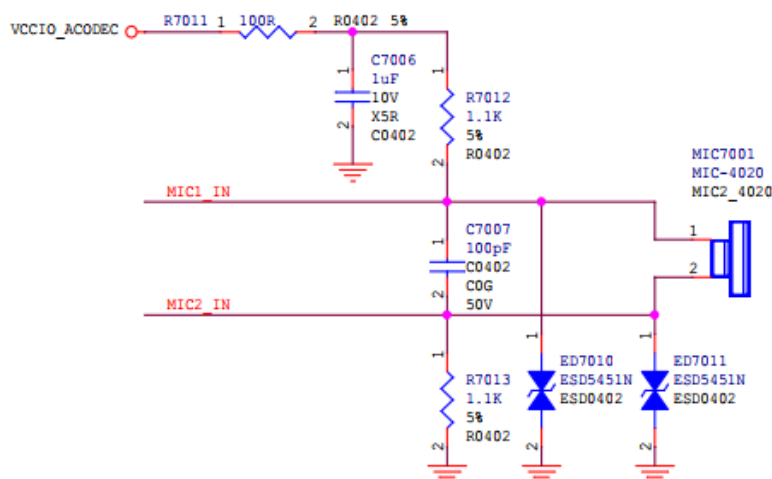 VCCIO_ACODEC
R7011 1 100R 2 R0402 5%
1
C7006
1uF
10V
X5R
C0402
2
1
R7012
1.1K
5%
R0402
2
MIC7001
MIC-4020
MIC2_4020
1
2
MIC1_IN
1
C7007
100pF
C0402
C0G
50V
2
MIC2_IN
1
R7013
1.1K
5%
R0402
2
1
ED7010
ESD5451N
ESD0402
2
1
ED7011
ESD5451N
ESD0402
2